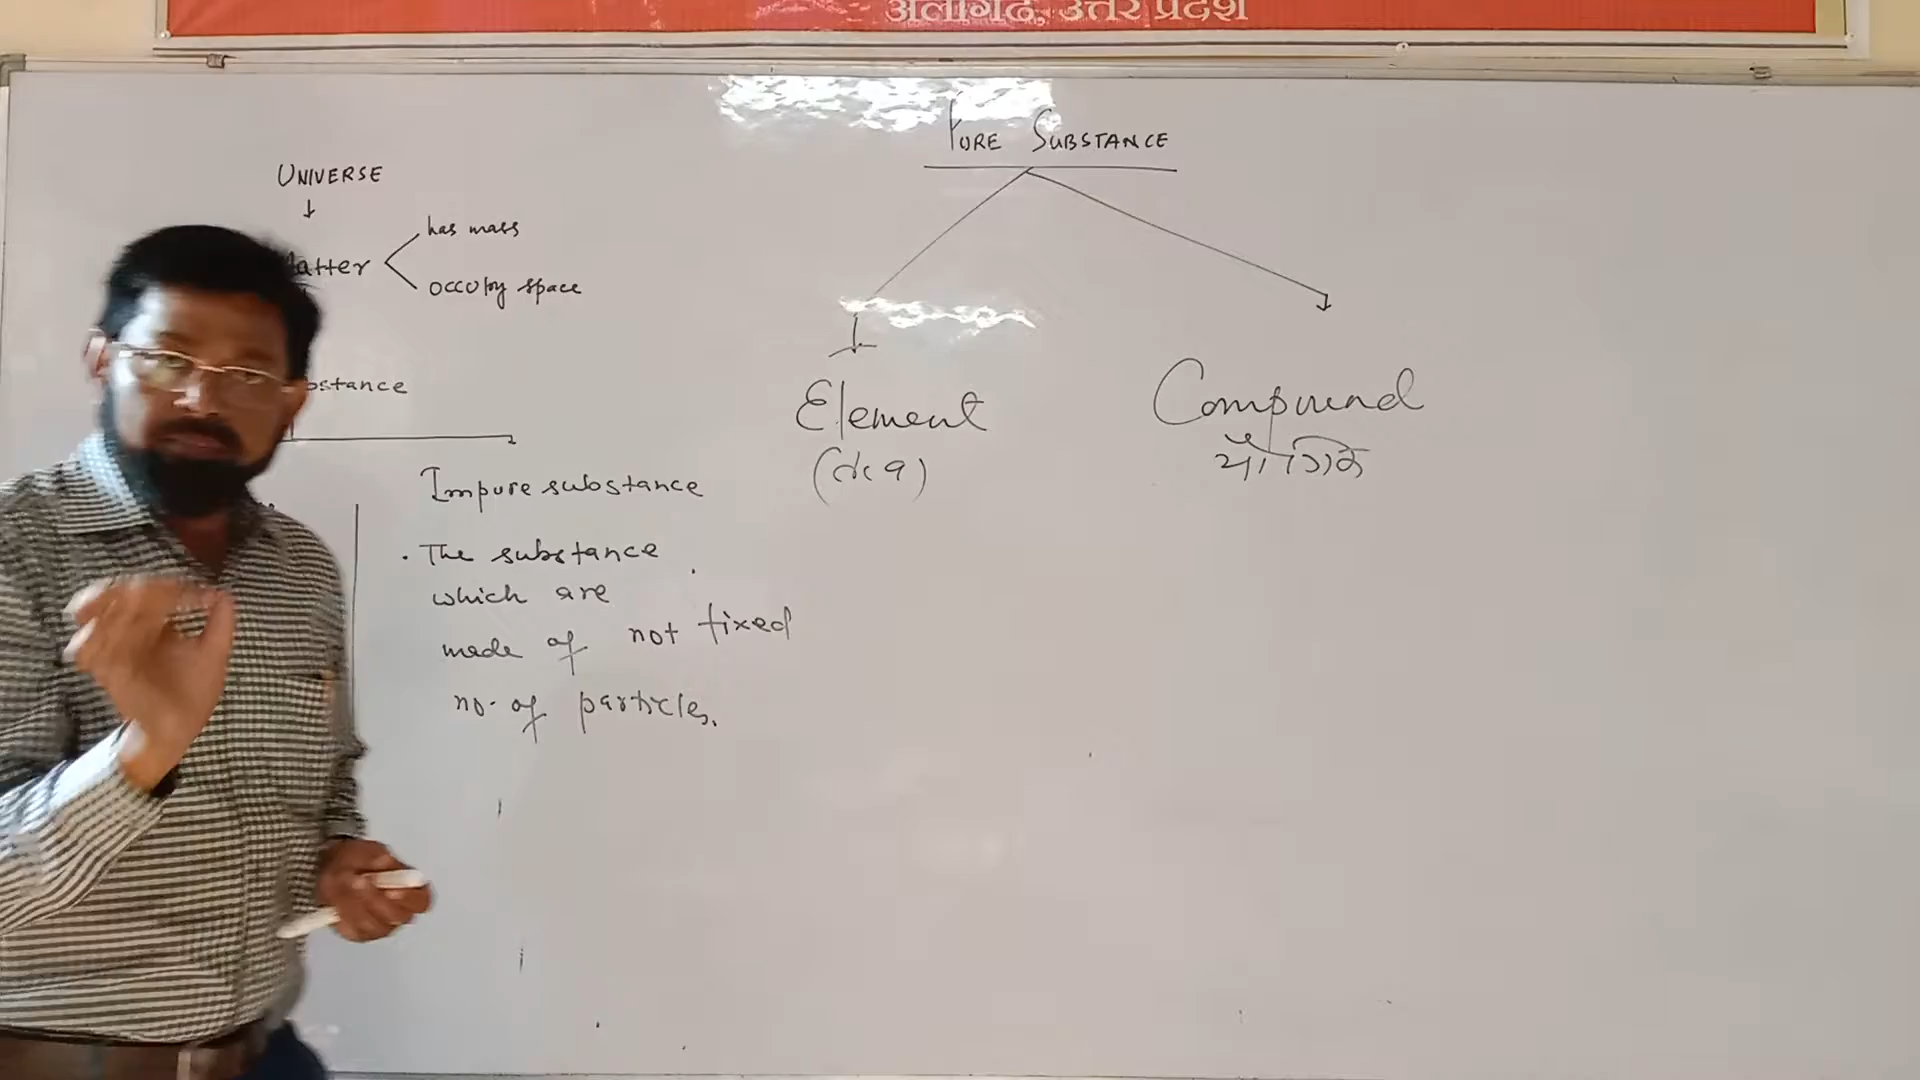 अलीगढ़, उत्तर प्रदेश
UNIVERSE
has mass
atter
occupy space
bstance
Impure substance
. The substance
which are
made of not fixed
no. of particles.
PURE SUBSTANCE
Element
(तत्व)
Compound
यौगिक